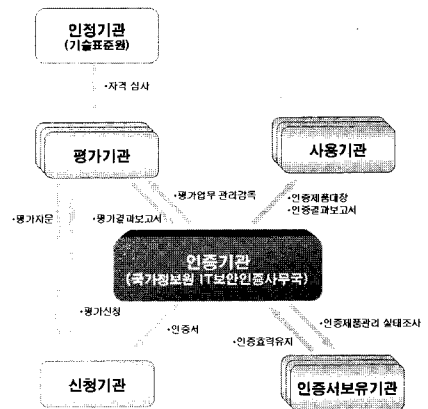 인정기관
(기술표준원)
•자격 심사
평가기관
사용기관
•평가업무 관리감독
•인증제품대장
•인증결과보고서
•평가자문
•평가결과보고서
인증기관
(국가정보원 IT보안인증사무국)
•평가신청
•인증서
•인증제품관리 실태조사
•인증효력유지
신청기관
인증서보유기관